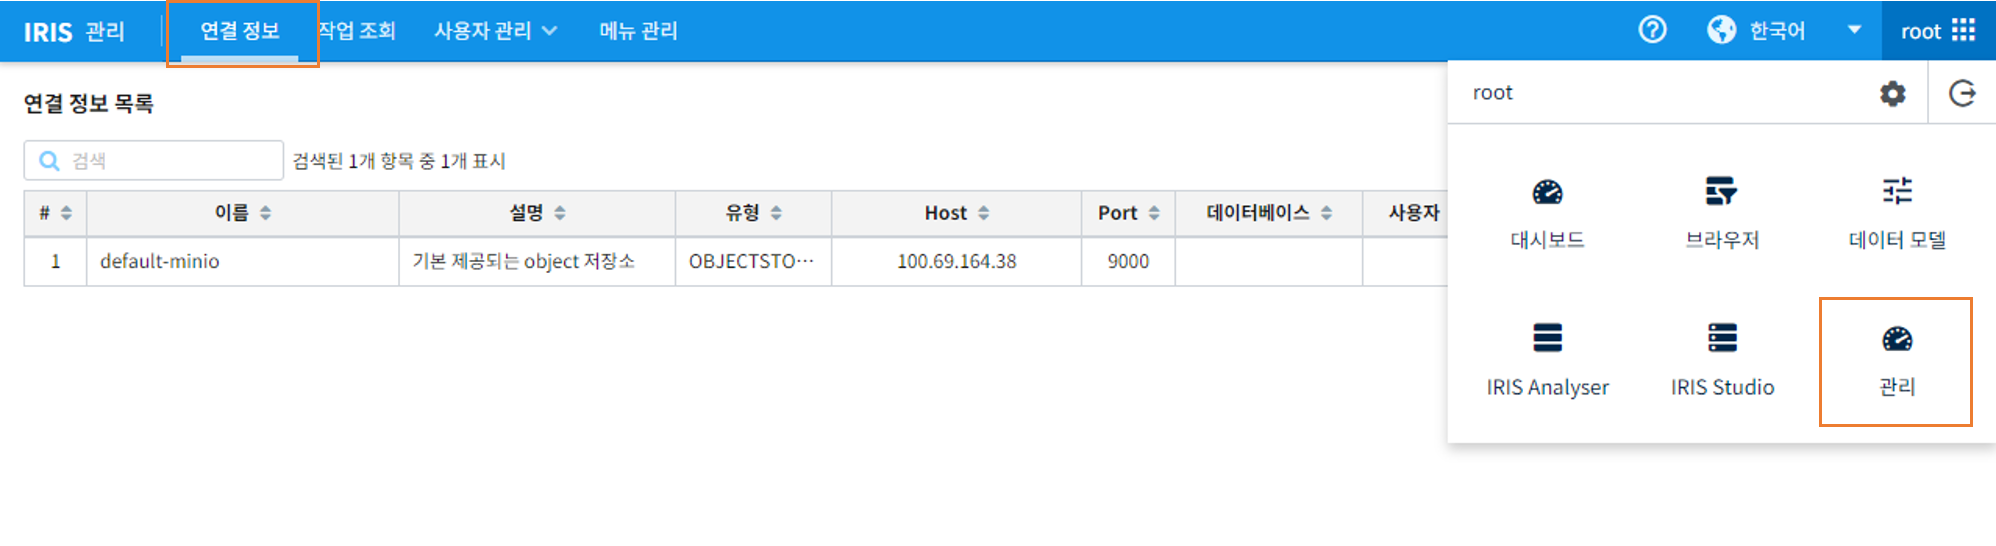 IRIS 관리 연결 정보 작업 조회 사용자 관리 메뉴 관리 한국어 root
연결 정보 목록
검색 검색된 1개 항목 중 1개 표시
# 이름 설명 유형 Host Port 데이터베이스 사용자
1 default-minio 기본 제공되는 object 저장소 OBJECTSTO··· 100.69.164.38 9000
root
대시보드 브라우저 데이터 모델
IRIS Analyser IRIS Studio 관리